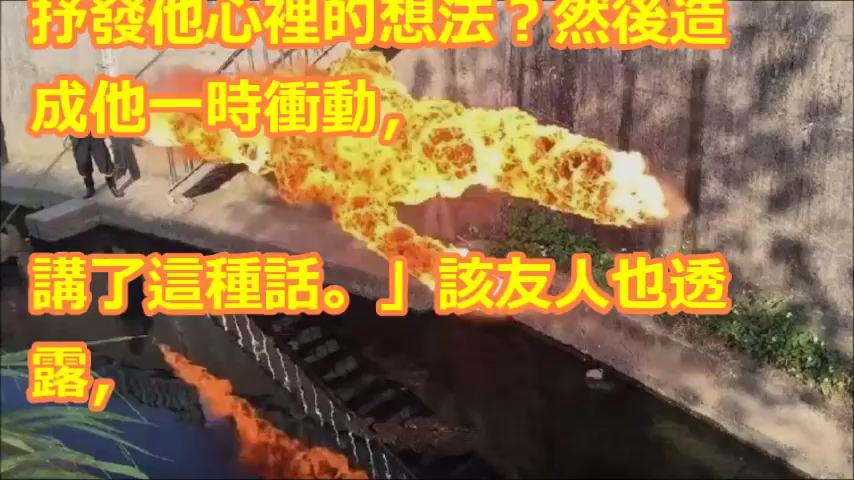 抒發他心裡的想法？然後造
成他一時衝動，
講了這種話。」該友人也透
露，